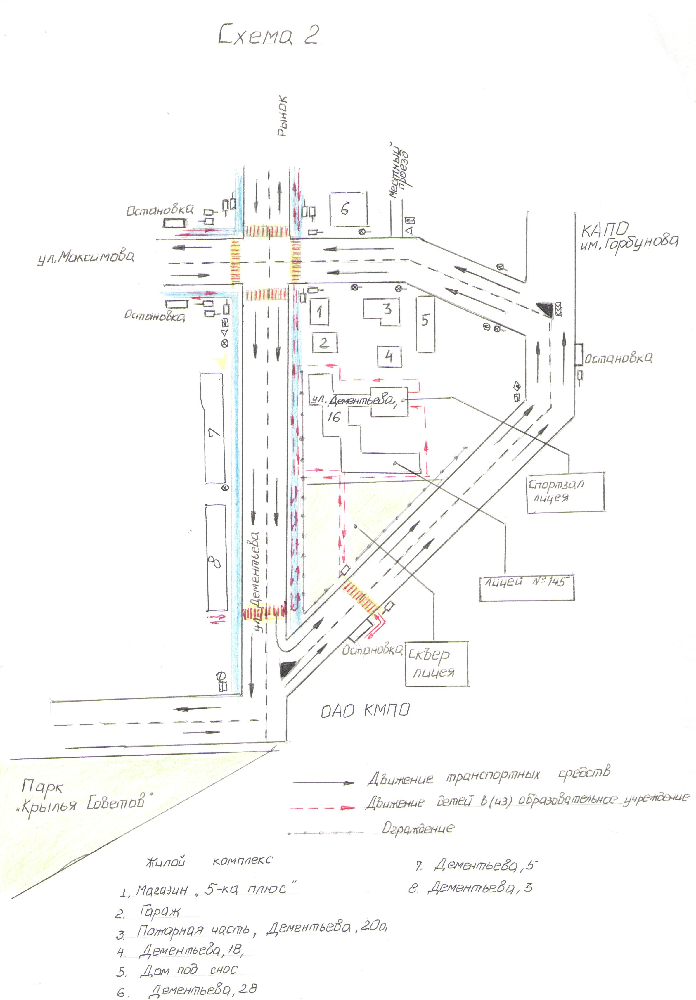 Схема 2
Рынок
Местный
проезд
Остановка
6
КАПО
им. Горбунова
ул. Максимова
Остановка
1
3
5
2
4
Остановка
ул. Дементьева,
16
7
Спортзал
лицея
8
ул. Дементьева
Лицей №145
Остановка
Сквер
лицея
ОАО КМПО
Парк
„Крылья Советов"
Движение транспортных средств
Движение детей в (из) образовательное учреждение
Ограждение
Жилой комплекс
1. Магазин „5-ка плюс"
2. Гараж
3. Пожарная часть, Дементьева, 20а
4. Дементьева, 18,
5. Дом под снос
6 Дементьева, 28
7. Дементьева, 5
8. Дементьева, 3